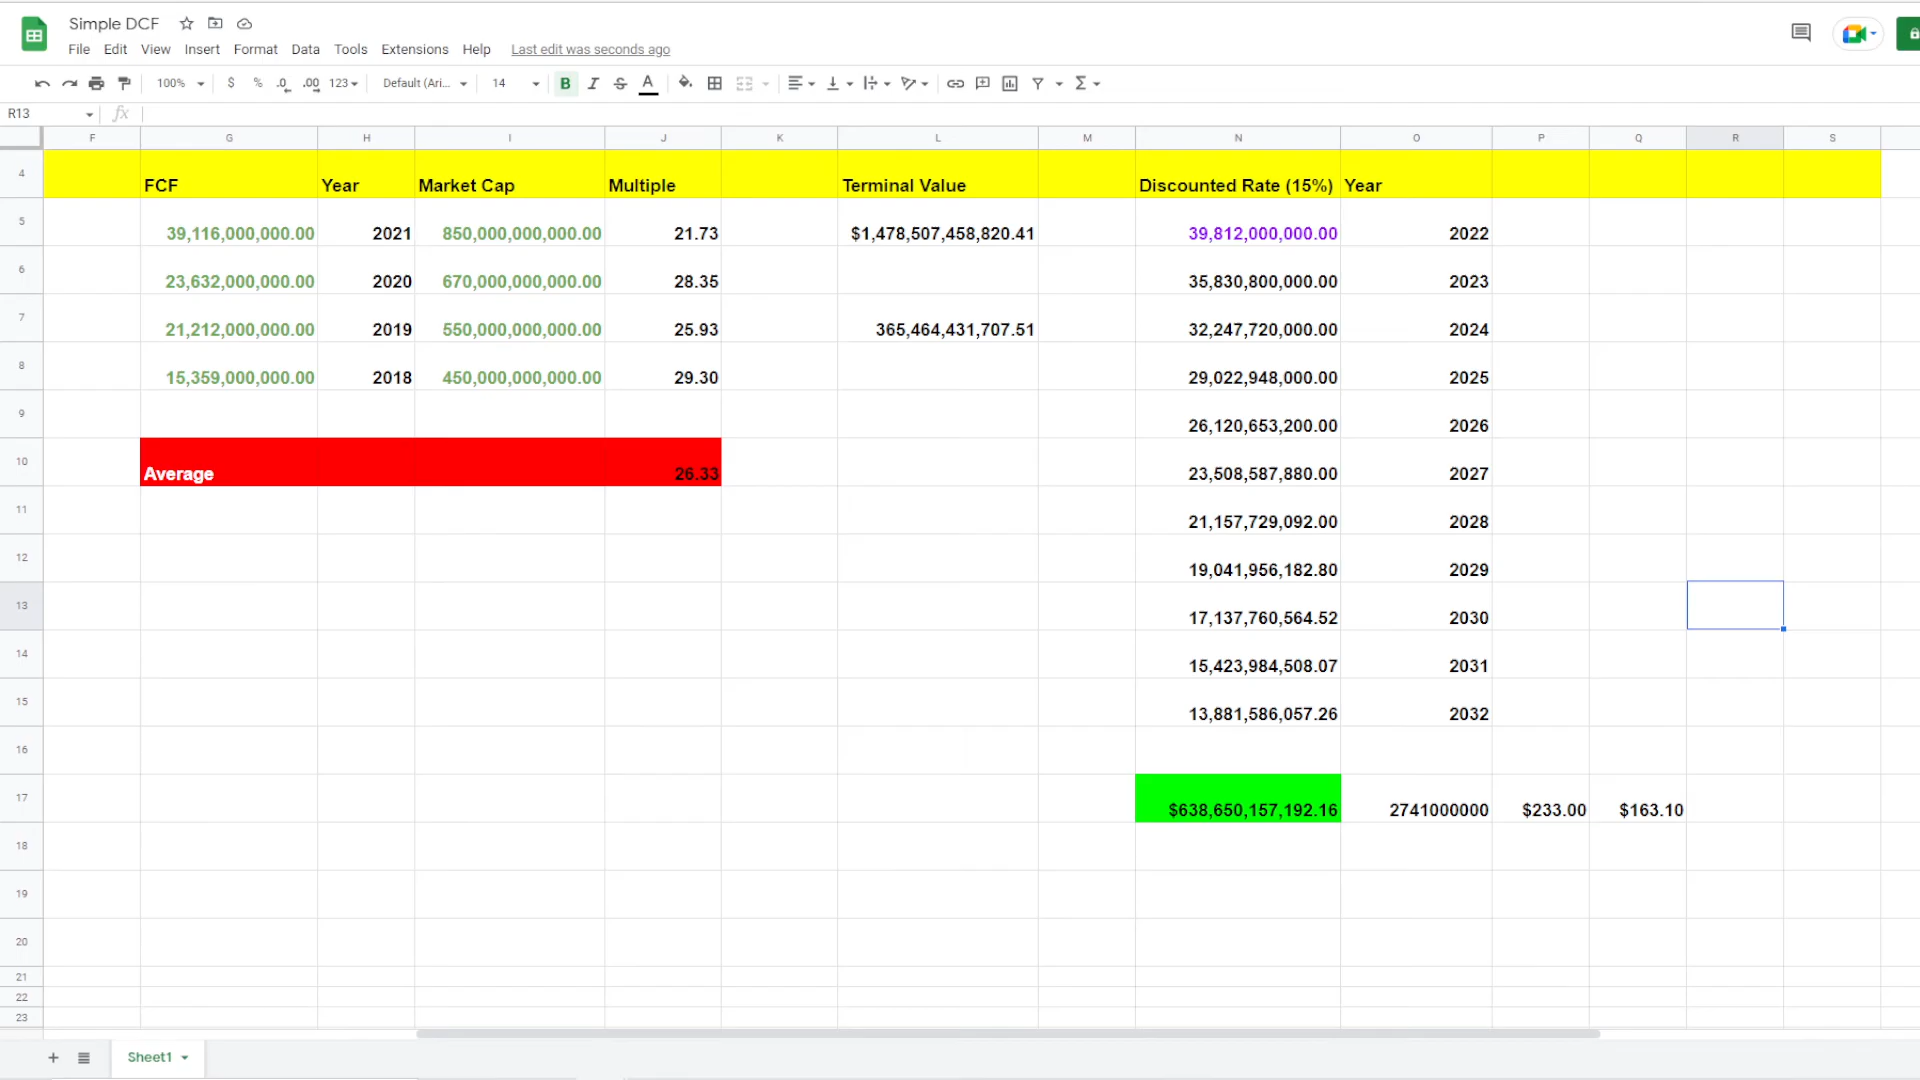 Simple DCF
File Edit View Insert Format Data Tools Extensions Help Last edit was seconds ago
100% $ % .0 .00 123 Default (Ari... 14 B I S A
R13 fx
F G H I J K L M N O P Q R S
4 FCF Year Market Cap Multiple Terminal Value Discounted Rate (15%) Year
5 39,116,000,000.00 2021 850,000,000,000.00 21.73 $1,478,507,458,820.41 39,812,000,000.00 2022
6 23,632,000,000.00 2020 670,000,000,000.00 28.35 35,830,800,000.00 2023
7 21,212,000,000.00 2019 550,000,000,000.00 25.93 365,464,431,707.51 32,247,720,000.00 2024
8 15,359,000,000.00 2018 450,000,000,000.00 29.30 29,022,948,000.00 2025
9 26,120,653,200.00 2026
10 Average 26.33 23,508,587,880.00 2027
11 21,157,729,092.00 2028
12 19,041,956,182.80 2029
13 17,137,760,564.52 2030
14 15,423,984,508.07 2031
15 13,881,586,057.26 2032
16
17 $638,650,157,192.16 2741000000 $233.00 $163.10
18
19
20
21
22
23
Sheet1